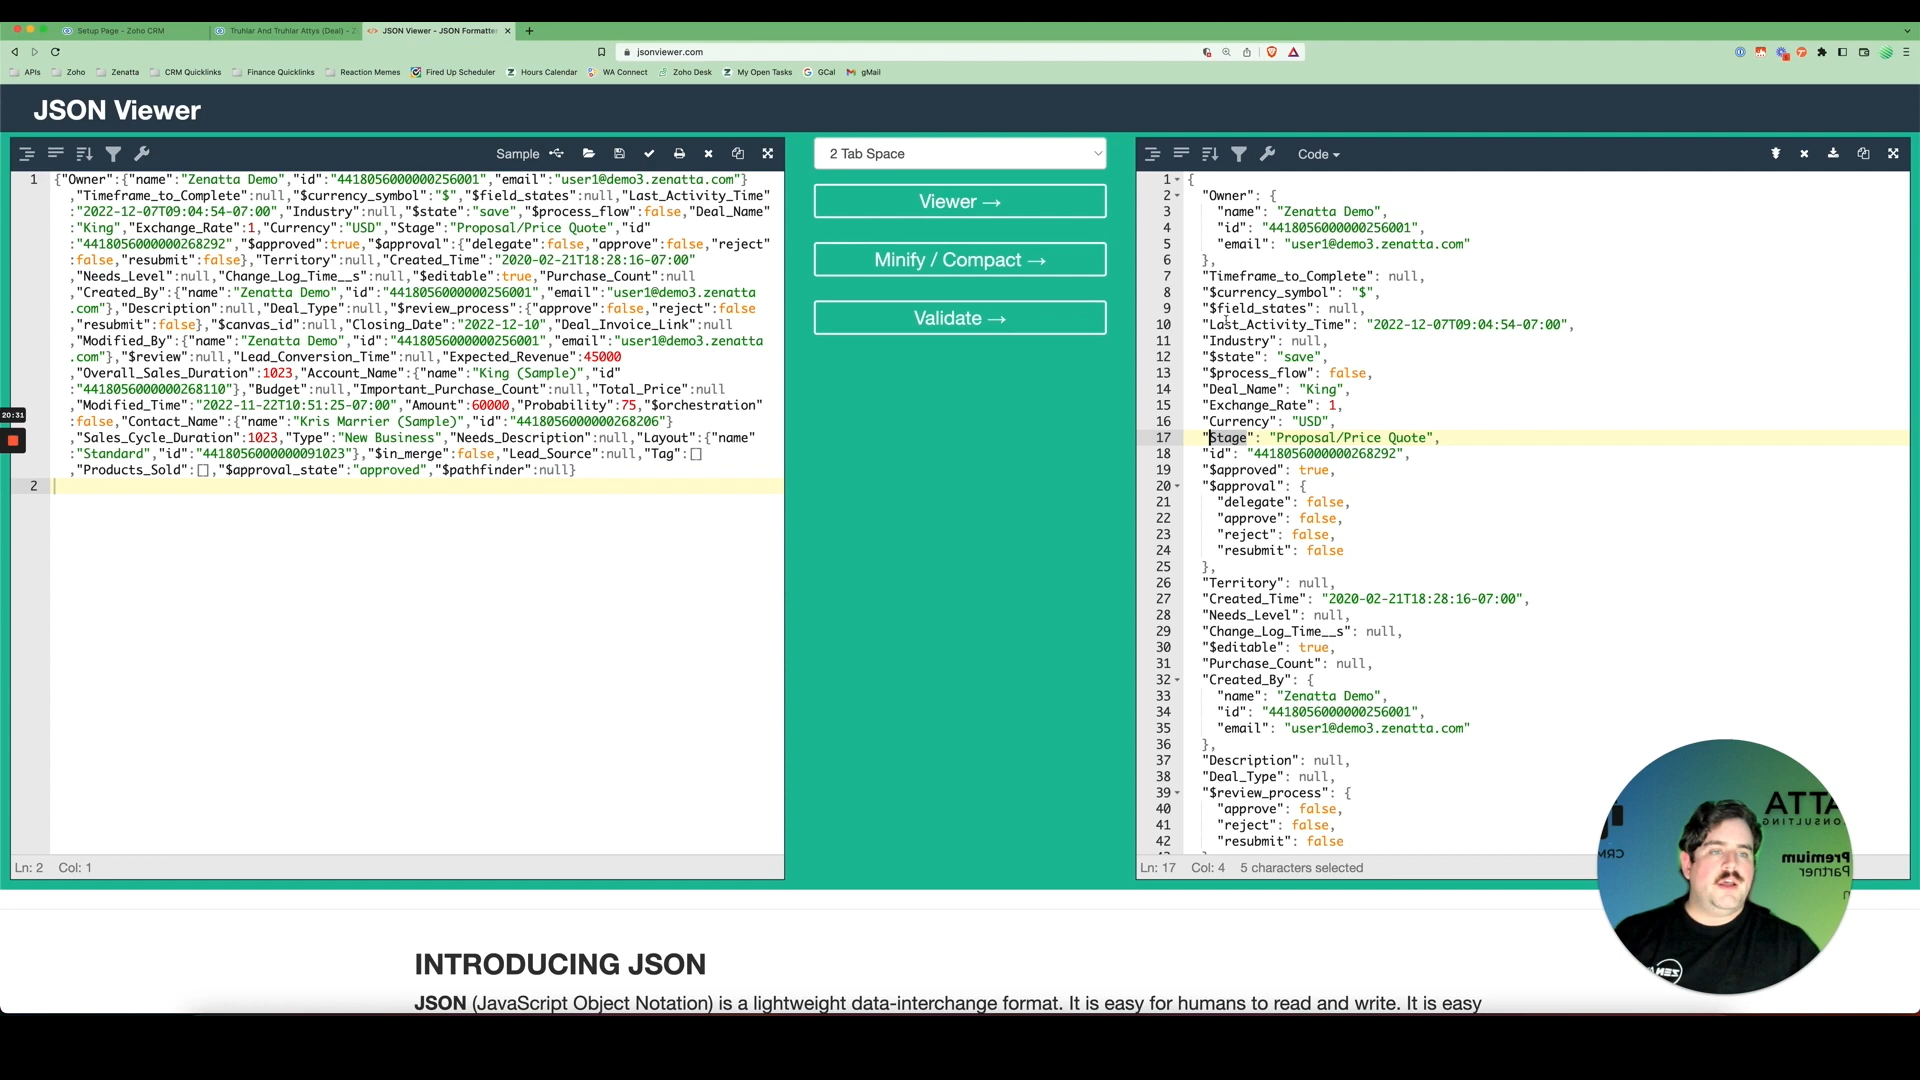 Setup Page - Zoho CRM
Truhlar And Truhlar Attys (Deal) - Z
JSON Viewer - JSON Formatte
jsonviewer.com
APIs
Zoho
Zenatta
CRM Quicklinks
Finance Quicklinks
Reaction Memes
Fired Up Scheduler
Hours Calendar
WA Connect
Zoho Desk
My Open Tasks
GCal
gMail
JSON Viewer
Sample
1 {"Owner":{"name":"Zenatta Demo","id":"4418056000000256001","email":"user1@demo3.zenatta.com"}
,"Timeframe_to_Complete":null,"$currency_symbol":"$","$field_states":null,"Last_Activity_Time"
:"2022-12-07T09:04:54-07:00","Industry":null,"$state":"save","$process_flow":false,"Deal_Name"
:"King","Exchange_Rate":1,"Currency":"USD","Stage":"Proposal/Price Quote","id"
:"4418056000000268292","$approved":true,"$approval":{"delegate":false,"approve":false,"reject"
:false,"resubmit":false},"Territory":null,"Created_Time":"2020-02-21T18:28:16-07:00"
,"Needs_Level":null,"Change_Log_Time__s":null,"$editable":true,"Purchase_Count":null
,"Created_By":{"name":"Zenatta Demo","id":"4418056000000256001","email":"user1@demo3.zenatta
.com"},"Description":null,"Deal_Type":null,"$review_process":{"approve":false,"reject":false
,"resubmit":false},"$canvas_id":null,"Closing_Date":"2022-12-10","Deal_Invoice_Link":null
,"Modified_By":{"name":"Zenatta Demo","id":"4418056000000256001","email":"user1@demo3.zenatta
.com"},"$review":null,"Lead_Conversion_Time":null,"Expected_Revenue":45000
,"Overall_Sales_Duration":1023,"Account_Name":{"name":"King (Sample)","id"
:"4418056000000268110"},"Budget":null,"Important_Purchase_Count":null,"Total_Price":null
,"Modified_Time":"2022-11-22T10:51:25-07:00","Amount":60000,"Probability":75,"$orchestration"
:false,"Contact_Name":{"name":"Kris Marrier (Sample)","id":"4418056000000268206"}
,"Sales_Cycle_Duration":1023,"Type":"New Business","Needs_Description":null,"Layout":{"name"
:"Standard","id":"4418056000000091023"},"$in_merge":false,"Lead_Source":null,"Tag":[]
,"Products_Sold":[],"$approval_state":"approved","$pathfinder":null}
2
Ln: 2 Col: 1
20:31
2 Tab Space
Viewer →
Minify / Compact →
Validate →
Code
1 {
2 "Owner": {
3 "name": "Zenatta Demo",
4 "id": "4418056000000256001",
5 "email": "user1@demo3.zenatta.com"
6 },
7 "Timeframe_to_Complete": null,
8 "$currency_symbol": "$",
9 "$field_states": null,
10 "Last_Activity_Time": "2022-12-07T09:04:54-07:00",
11 "Industry": null,
12 "$state": "save",
13 "$process_flow": false,
14 "Deal_Name": "King",
15 "Exchange_Rate": 1,
16 "Currency": "USD",
17 "Stage": "Proposal/Price Quote",
18 "id": "4418056000000268292",
19 "$approved": true,
20 "$approval": {
21 "delegate": false,
22 "approve": false,
23 "reject": false,
24 "resubmit": false
25 },
26 "Territory": null,
27 "Created_Time": "2020-02-21T18:28:16-07:00",
28 "Needs_Level": null,
29 "Change_Log_Time__s": null,
30 "$editable": true,
31 "Purchase_Count": null,
32 "Created_By": {
33 "name": "Zenatta Demo",
34 "id": "4418056000000256001",
35 "email": "user1@demo3.zenatta.com"
36 },
37 "Description": null,
38 "Deal_Type": null,
39 "$review_process": {
40 "approve": false,
41 "reject": false,
42 "resubmit": false
Ln: 17 Col: 4 5 characters selected
ATTA
CONSULTING
CRM
Premium
Partner
ZENA
INTRODUCING JSON
JSON (JavaScript Object Notation) is a lightweight data-interchange format. It is easy for humans to read and write. It is easy